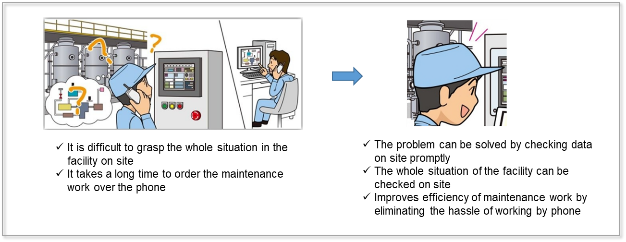 ?
?
?
✓ It is difficult to grasp the whole situation in the
facility on site
✓ It takes a long time to order the maintenance
work over the phone
✓ The problem can be solved by checking data
on site promptly
✓ The whole situation of the facility can be
checked on site
✓ Improves efficiency of maintenance work by
eliminating the hassle of working by phone